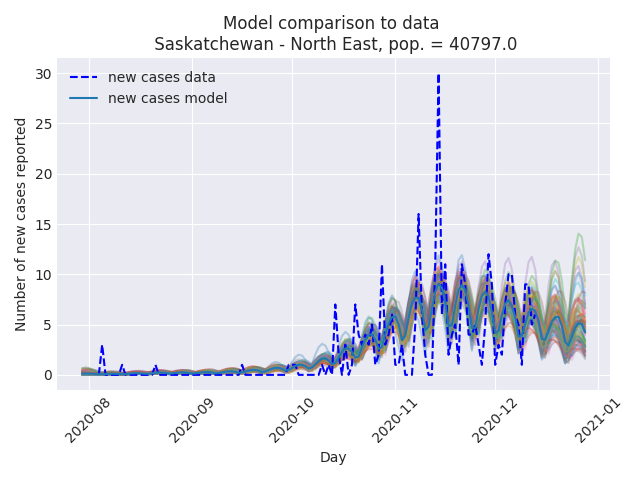 Model comparison to data
Saskatchewan - North East, pop. = 40797.0
new cases data
new cases model
Number of new cases reported
30
25
20
15
10
5
0
2020-08
2020-09
2020-10
2020-11
2020-12
2021-01
Day